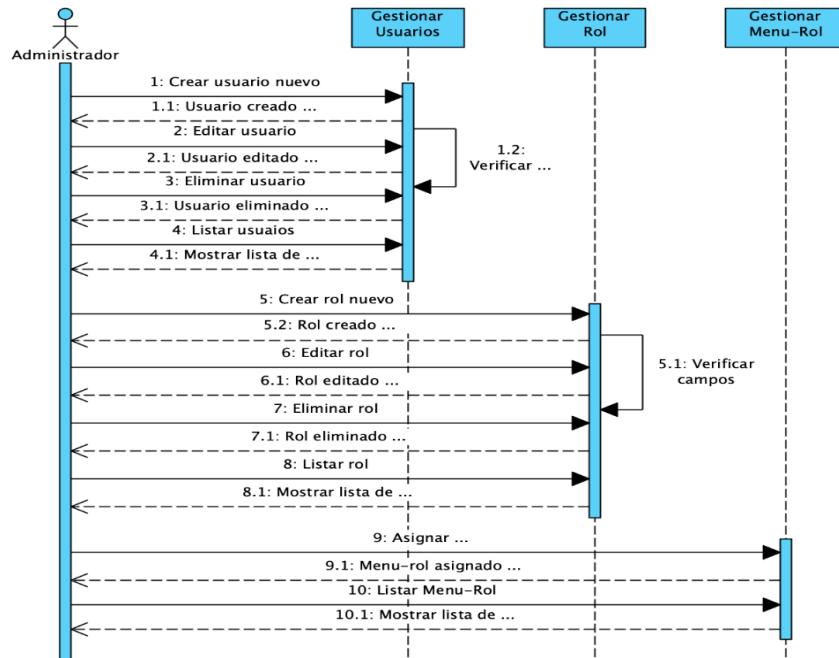 Administrador
Gestionar
Usuarios
Gestionar
Rol
Gestionar
Menu-Rol
1: Crear usuario nuevo
1.1: Usuario creado ...
2: Editar usuario
1.2:
Verificar ...
2.1: Usuario editado ...
3: Eliminar usuario
3.1: Usuario eliminado ...
4: Listar usuaios
4.1: Mostrar lista de ...
5: Crear rol nuevo
5.2: Rol creado ...
6: Editar rol
5.1: Verificar
campos
6.1: Rol editado ...
7: Eliminar rol
7.1: Rol eliminado ...
8: Listar rol
8.1: Mostrar lista de ...
9: Asignar ...
9.1: Menu-rol asignado ...
10: Listar Menu-Rol
10.1: Mostrar lista de ...